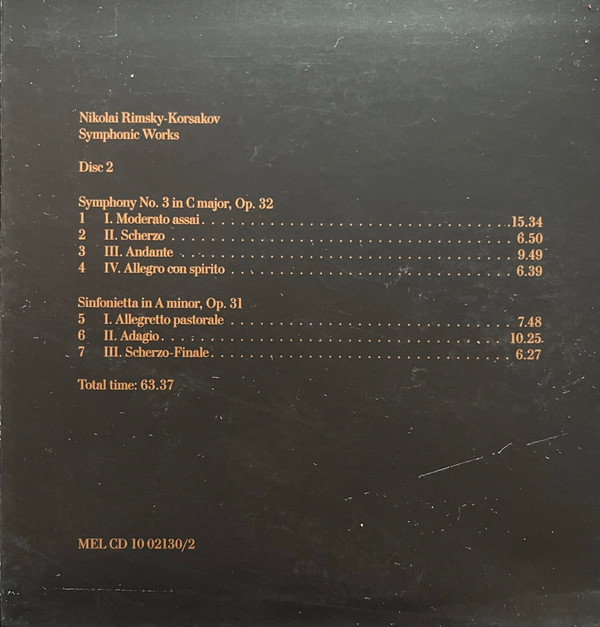 Nikolai Rimsky-Korsakov
Symphonic Works
Disc 2
Symphony No. 3 in C major, Op. 32
1 I. Moderato assai 15.34
2 II. Scherzo 6.50
3 III. Andante 9.49
4 IV. Allegro con spirito 6.39
Sinfonietta in A minor, Op. 31
5 I. Allegretto pastorale 7.48
6 II. Adagio 10.25
7 III. Scherzo-Finale 6.27
Total time: 63.37
MEL CD 10 02130/2